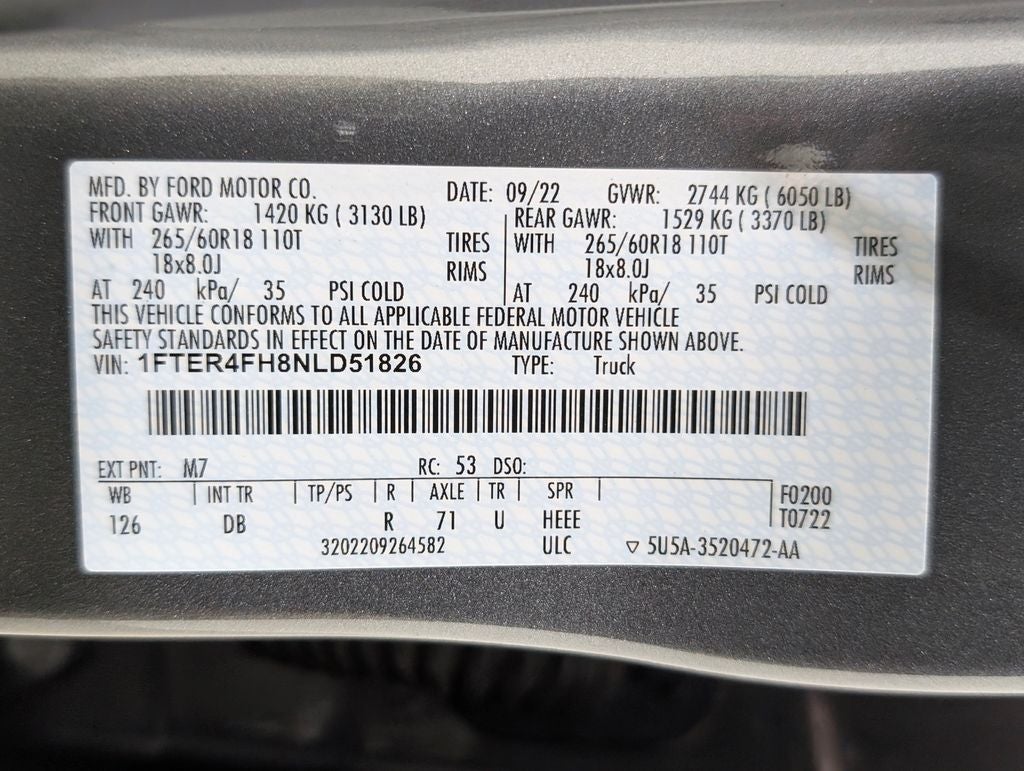 MFD. BY FORD MOTOR CO. DATE: 09/22 GVWR: 2744 KG ( 6050 LB)
FRONT GAWR: 1420 KG ( 3130 LB) REAR GAWR: 1529 KG ( 3370 LB)
WITH 265/60R18 110T TIRES WITH 265/60R18 110T TIRES
18x8.0J RIMS 18x8.0J RIMS
AT 240 kPa/ 35 PSI COLD AT 240 kPa/ 35 PSI COLD
THIS VEHICLE CONFORMS TO ALL APPLICABLE FEDERAL MOTOR VEHICLE
SAFETY STANDARDS IN EFFECT ON THE DATE OF MANUFACTURE SHOWN ABOVE.
VIN: 1FTER4FH8NLD51826 TYPE: Truck
EXT PNT: M7 RC: 53 DSO:
WB | INT TR | TP/PS | R | AXLE | TR | SPR | F0200
126 DB R 71 U HEEE T0722
3202209264582 ULC ▽ 5U5A-3520472-AA